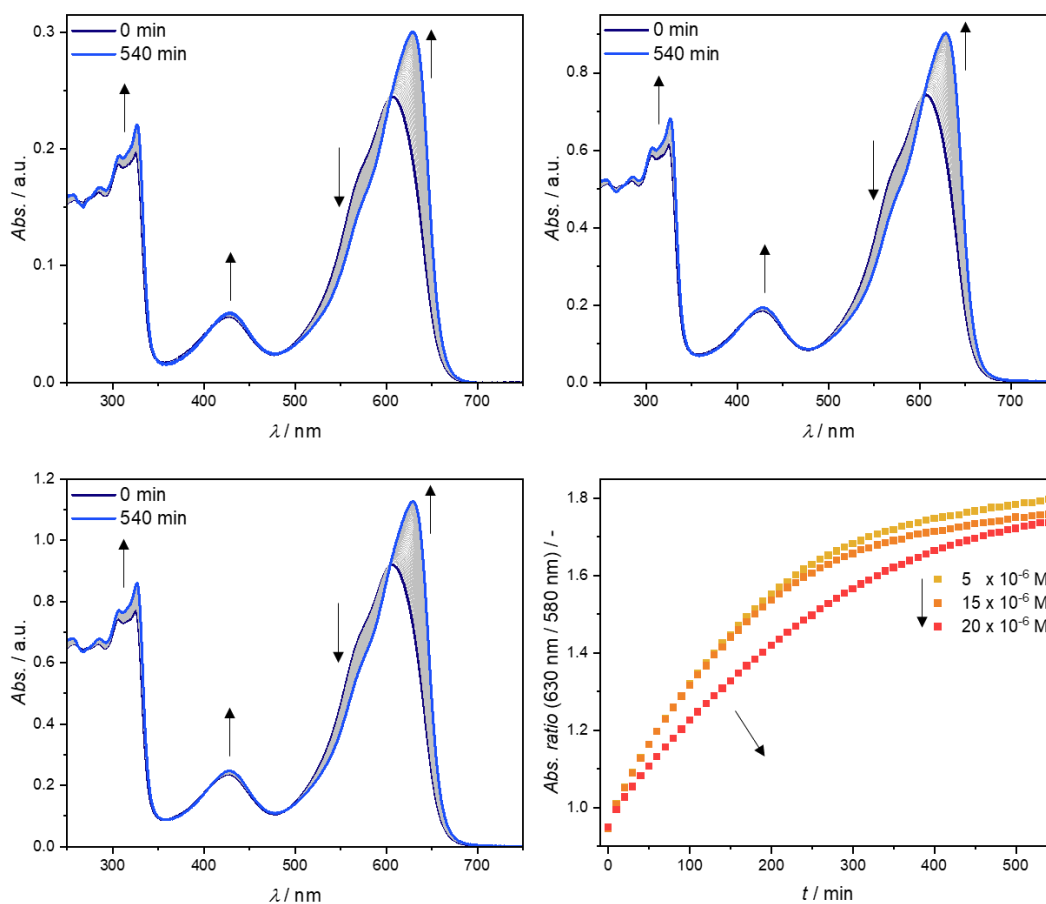 0 min
540 min
Abs. / a.u.
0.3
0.2
0.1
0.0
300 400 500 600 700
λ / nm
0 min
540 min
Abs. / a.u.
0.8
0.6
0.4
0.2
0.0
300 400 500 600 700
λ / nm
0 min
540 min
Abs. / a.u.
1.2
1.0
0.8
0.6
0.4
0.2
0.0
300 400 500 600 700
λ / nm
Abs. ratio (630 nm / 580 nm) / -
1.8
1.6
1.4
1.2
1.0
5 x 10⁻⁶ M
15 x 10⁻⁶ M
20 x 10⁻⁶ M
0 100 200 300 400 500
t / min